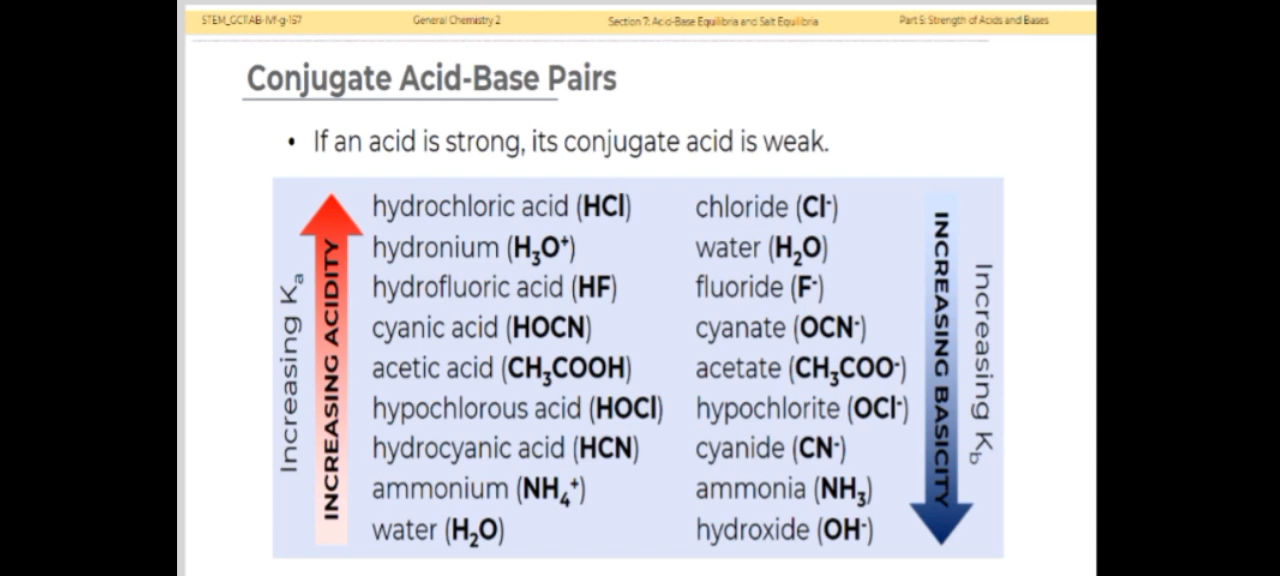 STEM_GC11AB-IVf-g-157 General Chemistry 2 Section 7: Acid-Base Equilibria and Salt Equilibria Part 5: Strength of Acids and Bases
Conjugate Acid-Base Pairs
• If an acid is strong, its conjugate acid is weak.
Increasing Kₐ
INCREASING ACIDITY
hydrochloric acid (HCl) chloride (Cl⁻)
hydronium (H₃O⁺) water (H₂O)
hydrofluoric acid (HF) fluoride (F⁻)
cyanic acid (HOCN) cyanate (OCN⁻)
acetic acid (CH₃COOH) acetate (CH₃COO⁻)
hypochlorous acid (HOCl) hypochlorite (OCl⁻)
hydrocyanic acid (HCN) cyanide (CN⁻)
ammonium (NH₄⁺) ammonia (NH₃)
water (H₂O) hydroxide (OH⁻)
INCREASING BASICITY
Increasing K_b